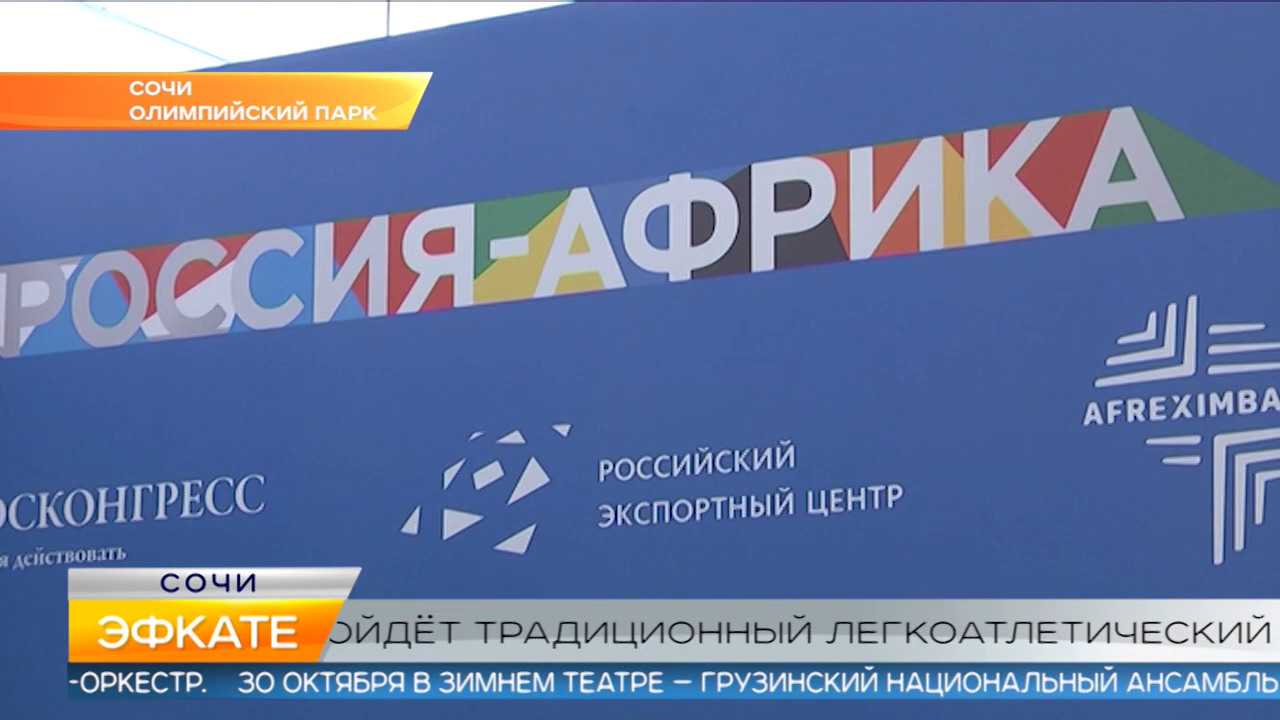 СОЧИ
ОЛИМПИЙСКИЙ ПАРК
РОССИЯ-АФРИКА
AFREXIMBA
РОССИЙСКИЙ
ЭКСПОРТНЫЙ ЦЕНТР
ОСКОНГРЕСС
я действовать
СОЧИ
ЭФКАТЕ
ОЙДЁТ ТРАДИЦИОННЫЙ ЛЕГКОАТЛЕТИЧЕСКИЙ
-ОРКЕСТР. 30 ОКТЯБРЯ В ЗИМНЕМ ТЕАТРЕ – ГРУЗИНСКИЙ НАЦИОНАЛЬНЫЙ АНСАМБЛЬ